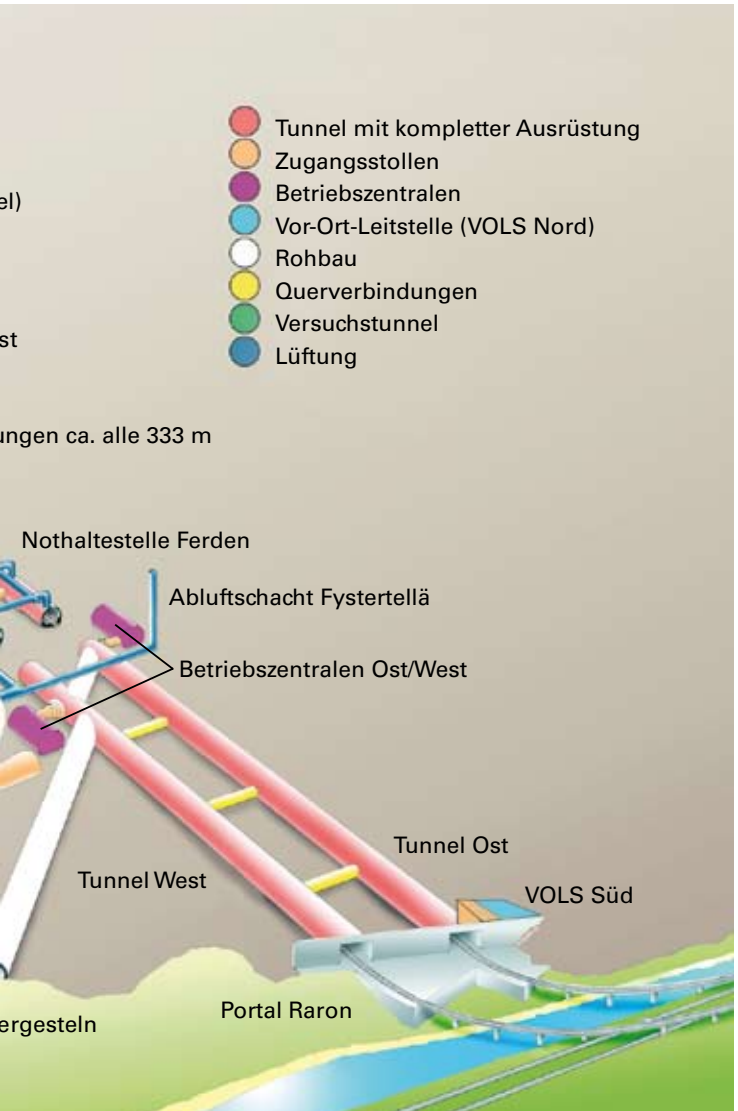 Tunnel mit kompletter Ausrüstung
Zugangsstollen
Betriebszentralen
el)
Vor-Ort-Leitstelle (VOLS Nord)
Rohbau
Querverbindungen
Versuchstunnel
st
Lüftung
ungen ca. alle 333 m
Nothaltestelle Ferden
Abluftschacht Fystertellä
Betriebszentralen Ost/West
Tunnel Ost
Tunnel West
VOLS Süd
Portal Raron
ergesteln